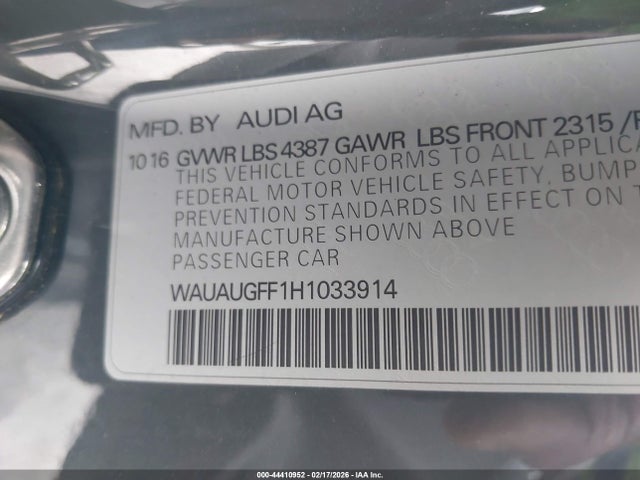 MFD. BY AUDI AG
10 16 GVWR LBS 4387 GAWR LBS FRONT 2315 /
THIS VEHICLE CONFORMS TO ALL APPLICA
FEDERAL MOTOR VEHICLE SAFETY, BUMP
PREVENTION STANDARDS IN EFFECT ON
MANUFACTURE SHOWN ABOVE
PASSENGER CAR
WAUAUGFF1H1033914
000-44410952 - 02/17/2026 - IAA Inc.